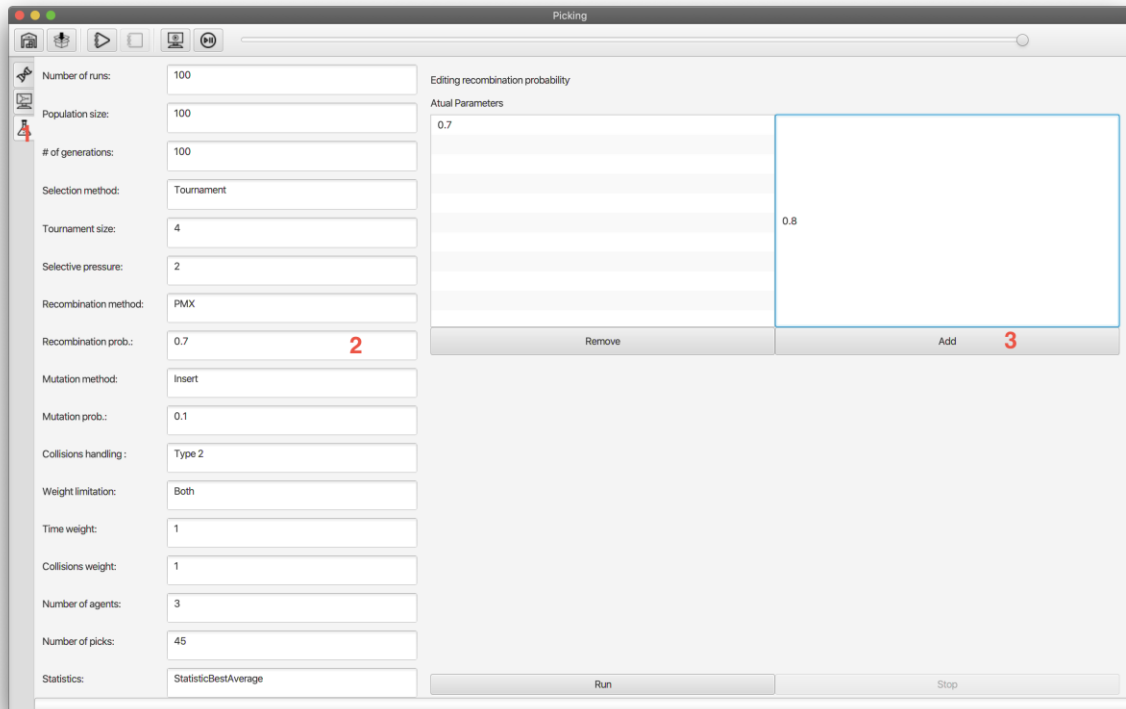 Picking
Number of runs: 100
Population size: 100
# of generations: 100
Selection method: Tournament
Tournament size: 4
Selective pressure: 2
Recombination method: PMX
Recombination prob.: 0.7 2
Mutation method: Insert
Mutation prob.: 0.1
Collisions handling : Type 2
Weight limitation: Both
Time weight: 1
Collisions weight: 1
Number of agents: 3
Number of picks: 45
Statistics: StatisticBestAverage
1
Editing recombination probability
Atual Parameters
0.7
0.8
Remove Add 3
Run Stop